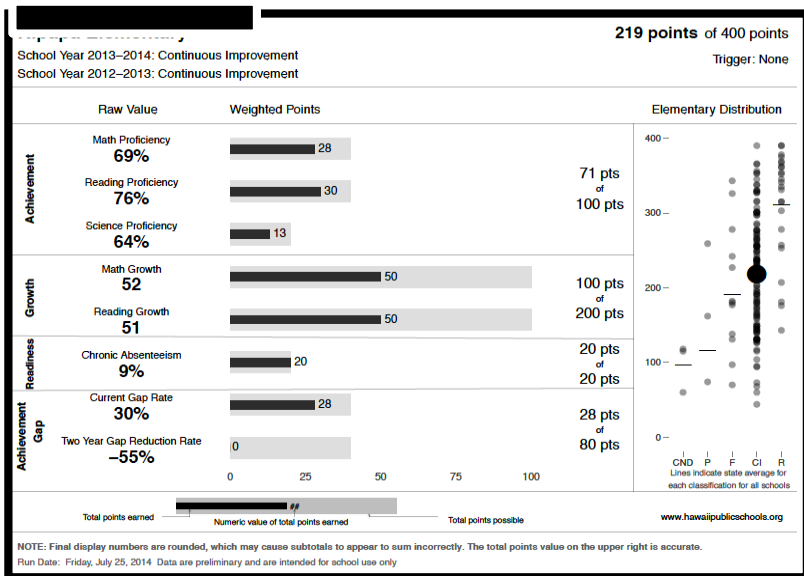 219 points of 400 points
School Year 2013–2014: Continuous Improvement
School Year 2012–2013: Continuous Improvement
Trigger: None
Raw Value
Weighted Points
Elementary Distribution
Achievement
Math Proficiency
69%
28
Reading Proficiency
76%
30
Science Proficiency
64%
13
71 pts
of
100 pts
Growth
Math Growth
52
50
Reading Growth
51
50
100 pts
of
200 pts
Readiness
Chronic Absenteeism
9%
20
20 pts
of
20 pts
Achievement
Gap
Current Gap Rate
30%
28
Two Year Gap Reduction Rate
–55%
0
28 pts
of
80 pts
0 25 50 75 100
400
300
200
100
0
CND P F CI R
Lines indicate state average for
each classification for all schools
##
Total points earned
Numeric value of total points earned
Total points possible
www.hawaiipublicschools.org
NOTE: Final display numbers are rounded, which may cause subtotals to appear to sum incorrectly. The total points value on the upper right is accurate.
Run Date: Friday, July 25, 2014 Data are preliminary and are intended for school use only